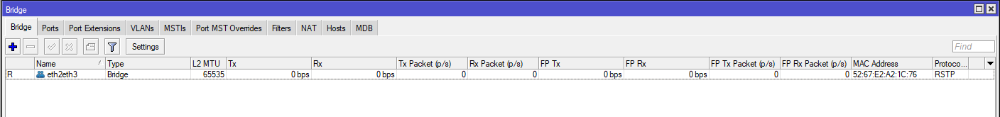 Bridge
Bridge Ports Port Extensions VLANs MSTIs Port MST Overrides Filters NAT Hosts MDB
Settings Find
Name Type L2 MTU Tx Rx Tx Packet (p/s) Rx Packet (p/s) FP Tx FP Rx FP Tx Packet (p/s) FP Rx Packet (p/s) MAC Address Protoco...
R eth2eth3 Bridge 65535 0 bps 0 bps 0 0 0 bps 0 bps 0 0 52:67:E2:A2:1C:76 RSTP